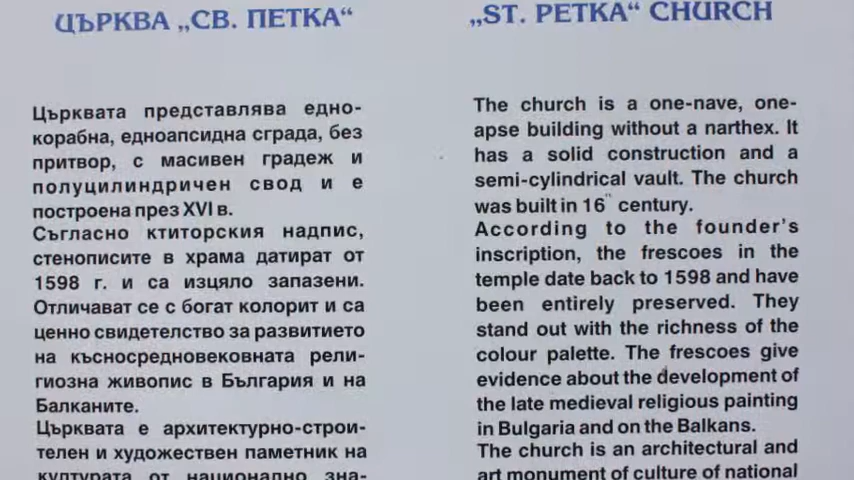 ЦЪРКВА „СВ. ПЕТКА“
Църквата представлява едно-
корабна, едноапсидна сграда, без
притвор, с масивен градеж и
полуцилиндричен свод и е
построена през XVI в.
Съгласно ктиторския надпис,
стенописите в храма датират от
1598 г. и са изцяло запазени.
Отличават се с богат колорит и са
ценно свидетелство за развитието
на късносредновековната рели-
гиозна живопис в България и на
Балканите.
Църквата е архитектурно-строи-
телен и художествен паметник на
културата от национално зна-
„ST. PETKA“ CHURCH
The church is a one-nave, one-
apse building without a narthex. It
has a solid construction and a
semi-cylindrical vault. The church
was built in 16" century.
According to the founder's
inscription, the frescoes in the
temple date back to 1598 and have
been entirely preserved. They
stand out with the richness of the
colour palette. The frescoes give
evidence about the development of
the late medieval religious painting
in Bulgaria and on the Balkans.
The church is an architectural and
art monument of culture of national